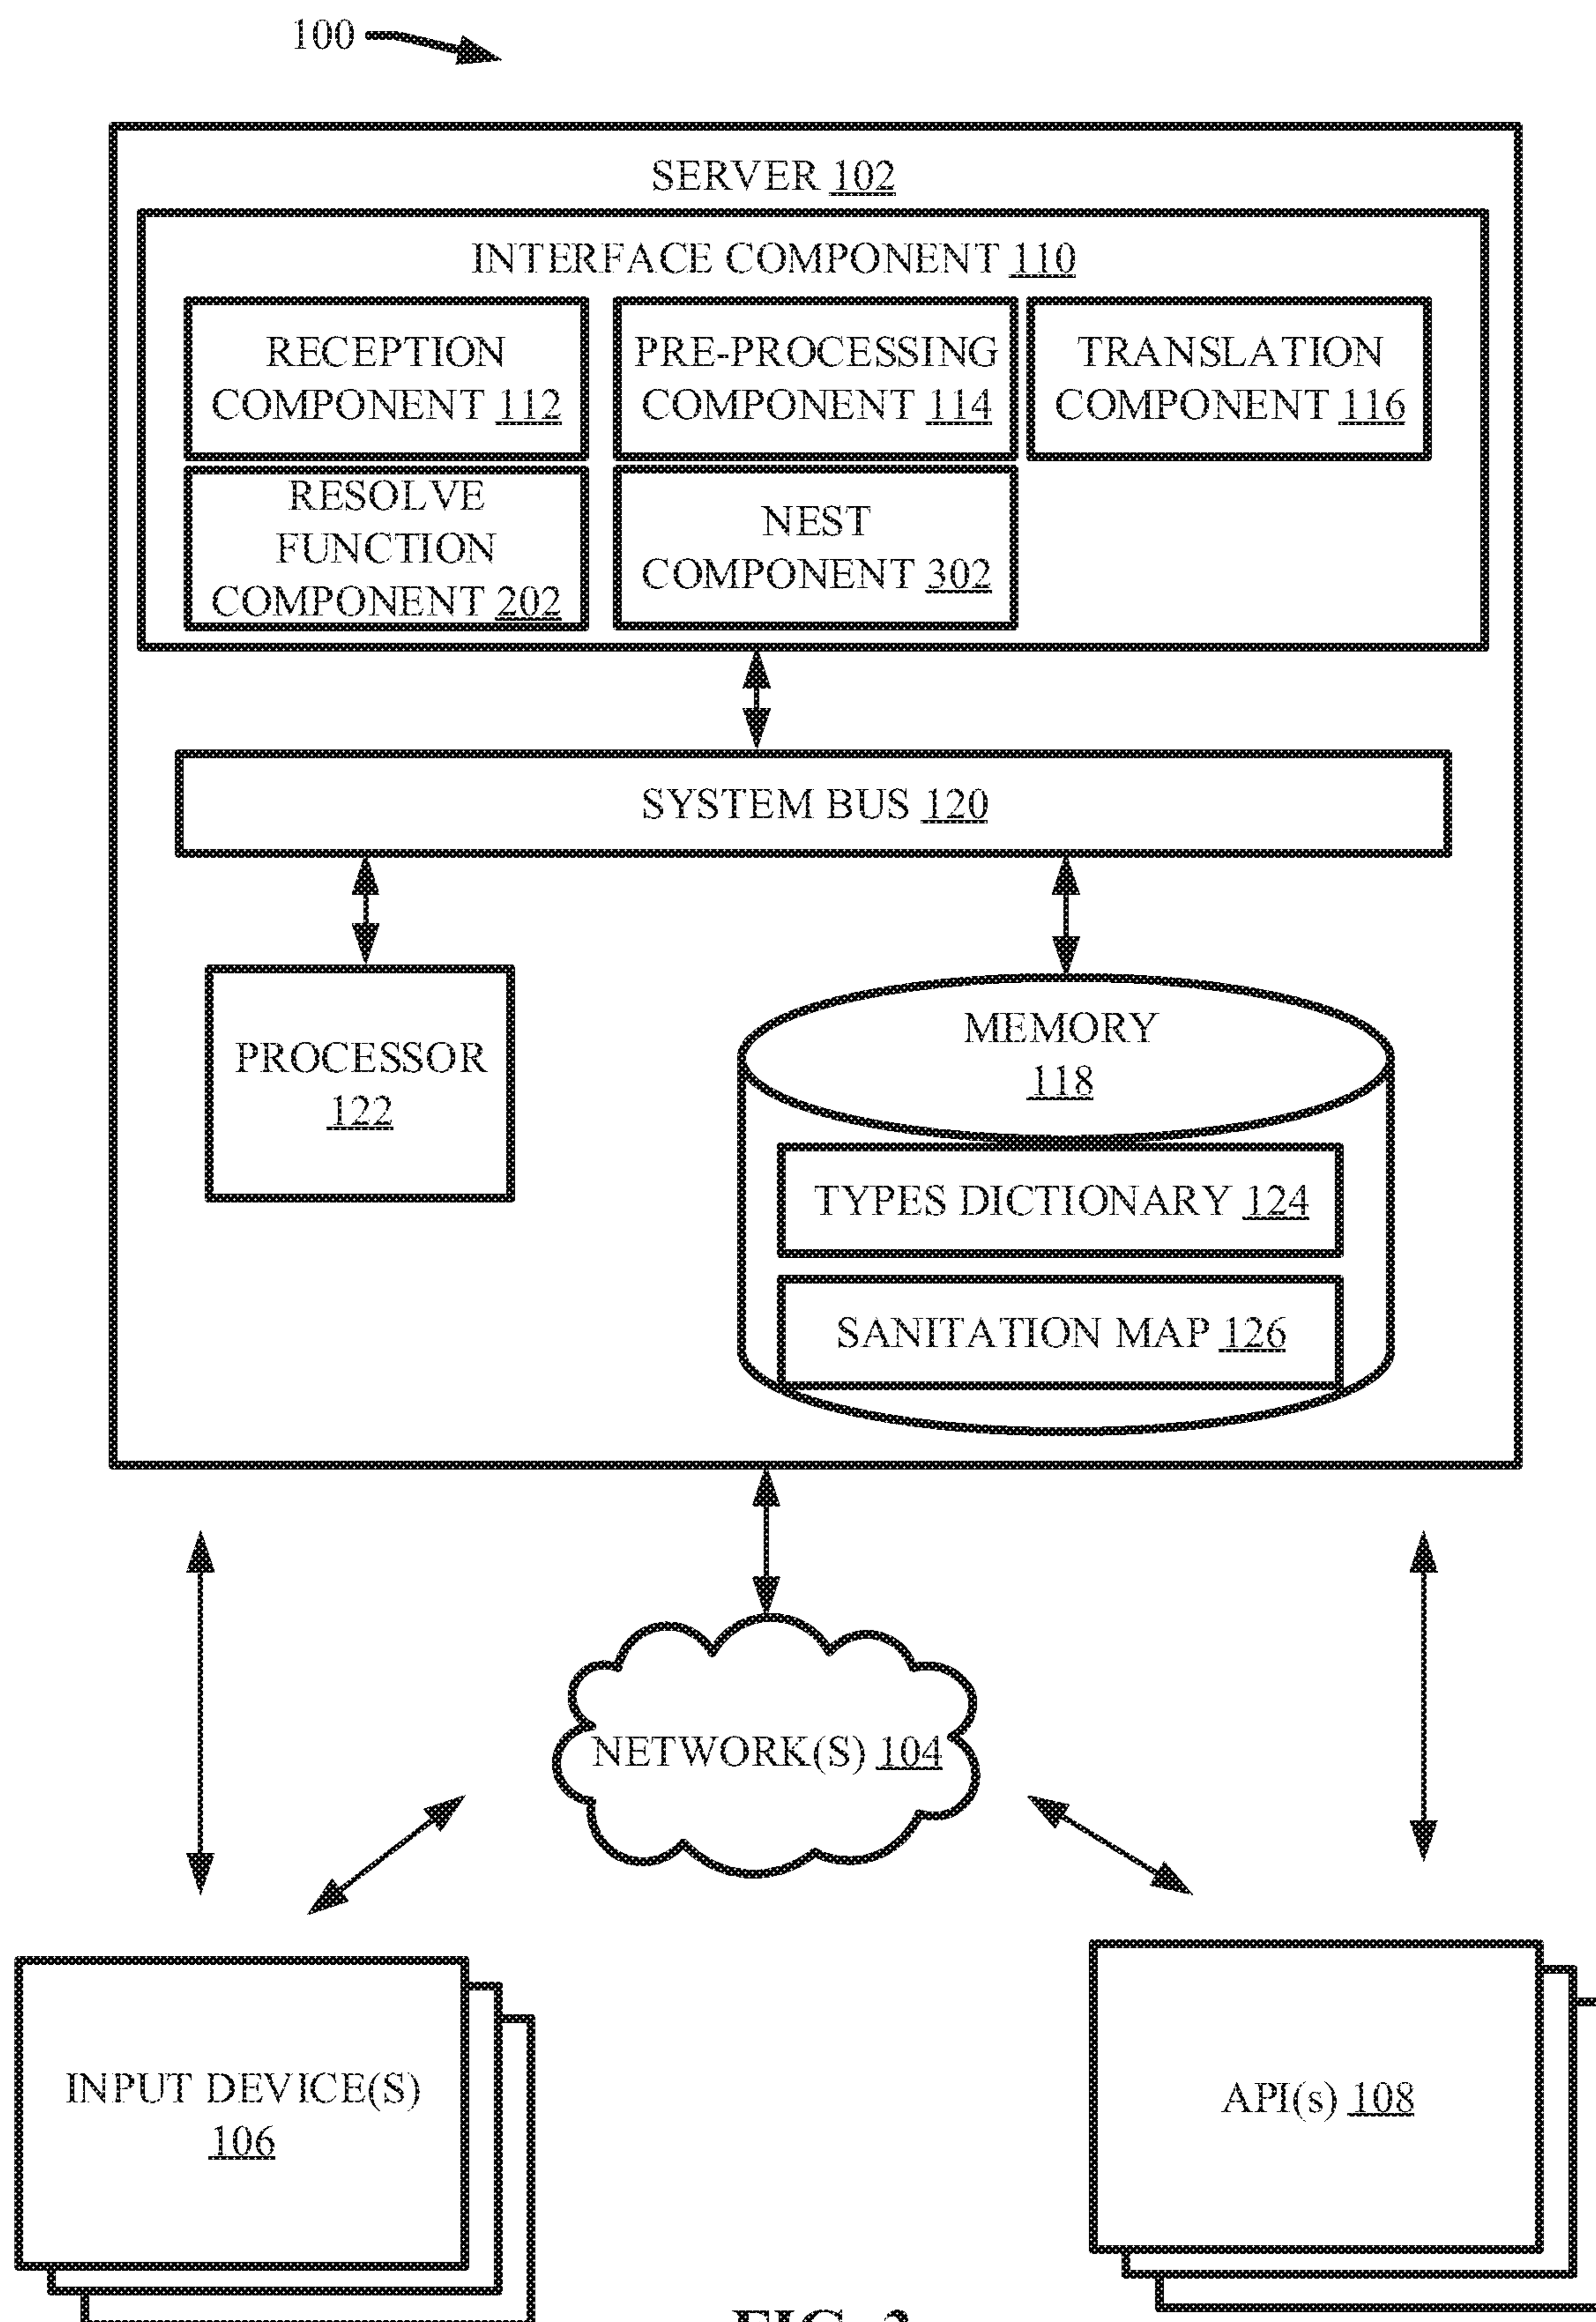 100
SERVER 102
INTERFACE COMPONENT 110
RECEPTION
COMPONENT 112
PRE-PROCESSING
COMPONENT 114
TRANSLATION
COMPONENT 116
RESOLVE
FUNCTION
COMPONENT 202
NEST
COMPONENT 302
SYSTEM BUS 120
PROCESSOR
122
MEMORY
118
TYPES DICTIONARY 124
SANITATION MAP 126
NETWORK(S) 104
INPUT DEVICE(S)
106
API(s) 108
FIG. 3